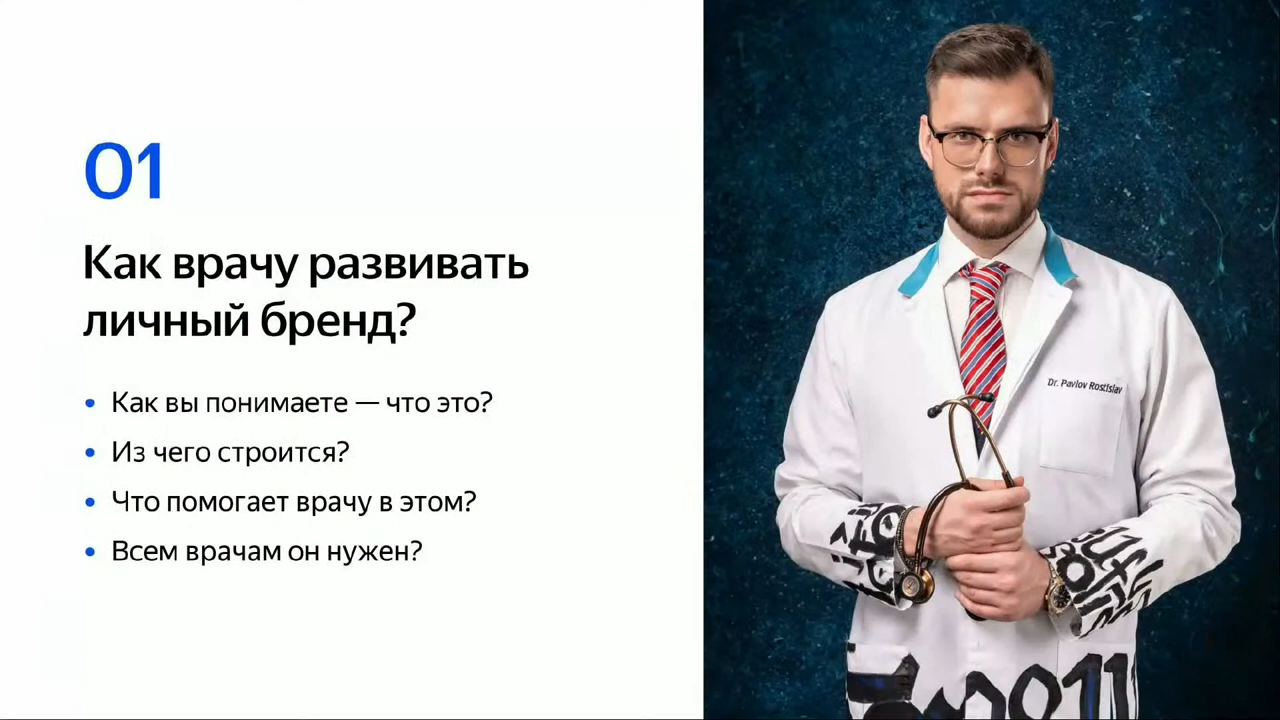 01
Как врачу развивать
личный бренд?
• Как вы понимаете — что это?
• Из чего строится?
• Что помогает врачу в этом?
• Всем врачам он нужен?
Dr. Pavlov Rostislav